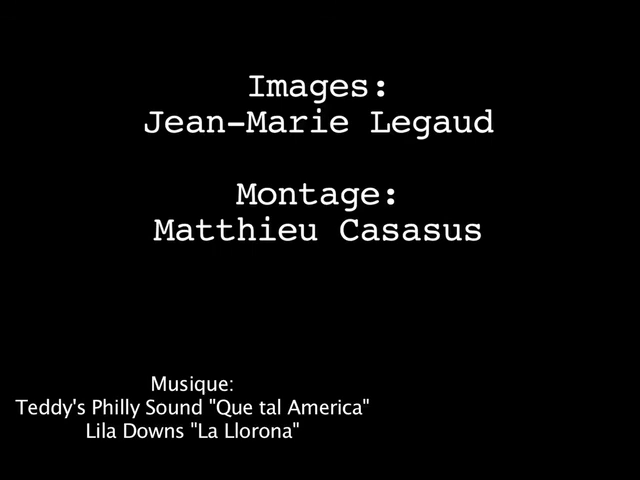 Images:
Jean-Marie Legaud
Montage:
Matthieu Casasus
Musique:
Teddy's Philly Sound "Que tal America"
Lila Downs "La Llorona"